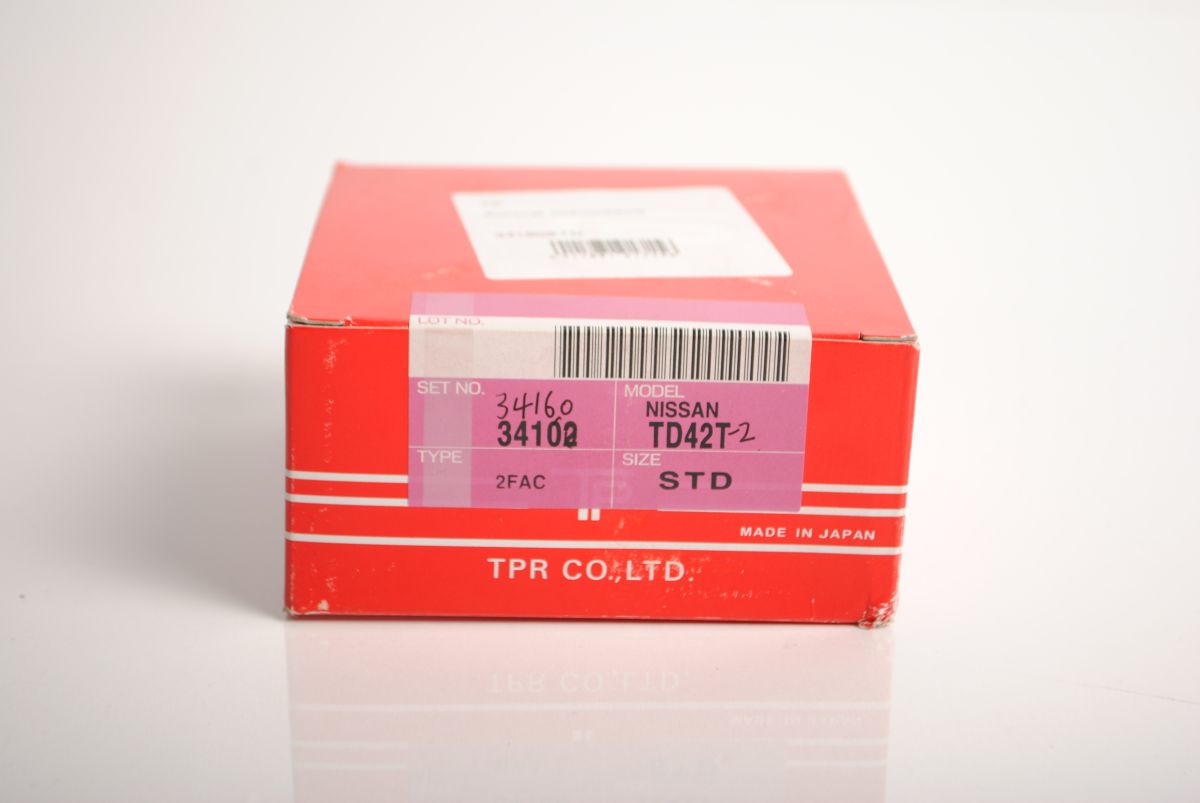 LOT NO.
SET NO.
34160
34102
MODEL
NISSAN
TD42T-2
TYPE
2FAC
SIZE
STD
MADE IN JAPAN
TPR CO.,LTD.